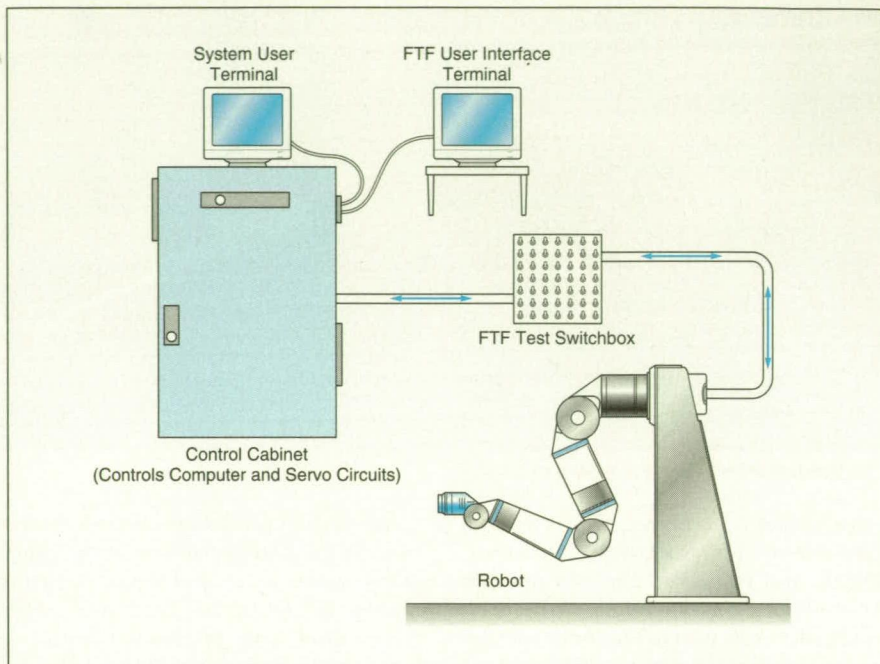 System User
Terminal
FTF User Interface
Terminal
FTF Test Switchbox
Control Cabinet
(Controls Computer and Servo Circuits)
Robot